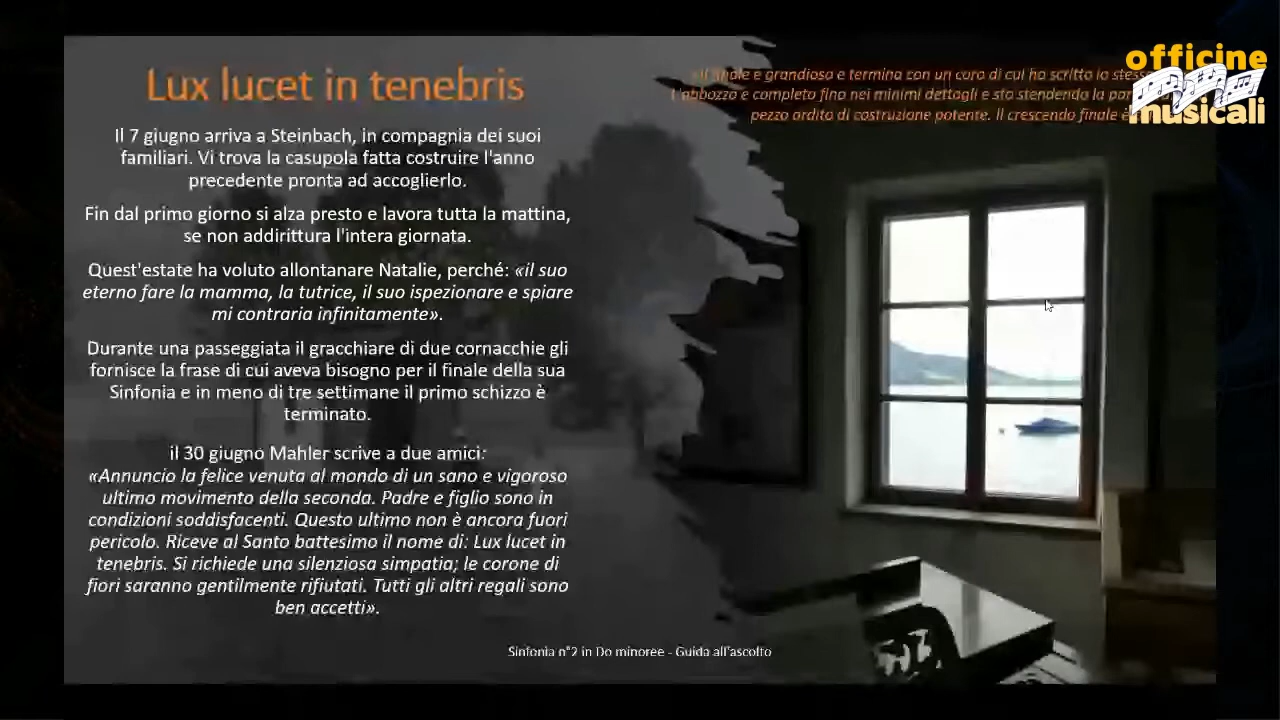 Lux lucet in tenebris
Il 7 giugno arriva a Steinbach, in compagnia dei suoi
familiari. Vi trova la casupola fatta costruire l'anno
precedente pronta ad accoglierlo.
Fin dal primo giorno si alza presto e lavora tutta la mattina,
se non addirittura l'intera giornata.
Quest'estate ha voluto allontanare Natalie, perché: «il suo
eterno fare la mamma, la tutrice, il suo ispezionare e spiare
mi contraria infinitamente».
Durante una passeggiata il gracchiare di due cornacchie gli
fornisce la frase di cui aveva bisogno per il finale della sua
Sinfonia e in meno di tre settimane il primo schizzo è
terminato.
il 30 giugno Mahler scrive a due amici:
«Annuncio la felice venuta al mondo di un sano e vigoroso
ultimo movimento della seconda. Padre e figlio sono in
condizioni soddisfacenti. Questo ultimo non è ancora fuori
pericolo. Riceve al Santo battesimo il nome di: Lux lucet in
tenebris. Si richiede una silenziosa simpatia; le corone di
fiori saranno gentilmente rifiutati. Tutti gli altri regali sono
ben accetti».
finale e grandioso e termina con un coro di cui ho scritto io
L'abbozzo e completo fino nei minimi dettagli e sto stendendo la
pezzo ardito di costruzione potente. Il crescendo finale
officine
musicali
Sinfonia n°2 in Do minoree - Guida all'ascolto